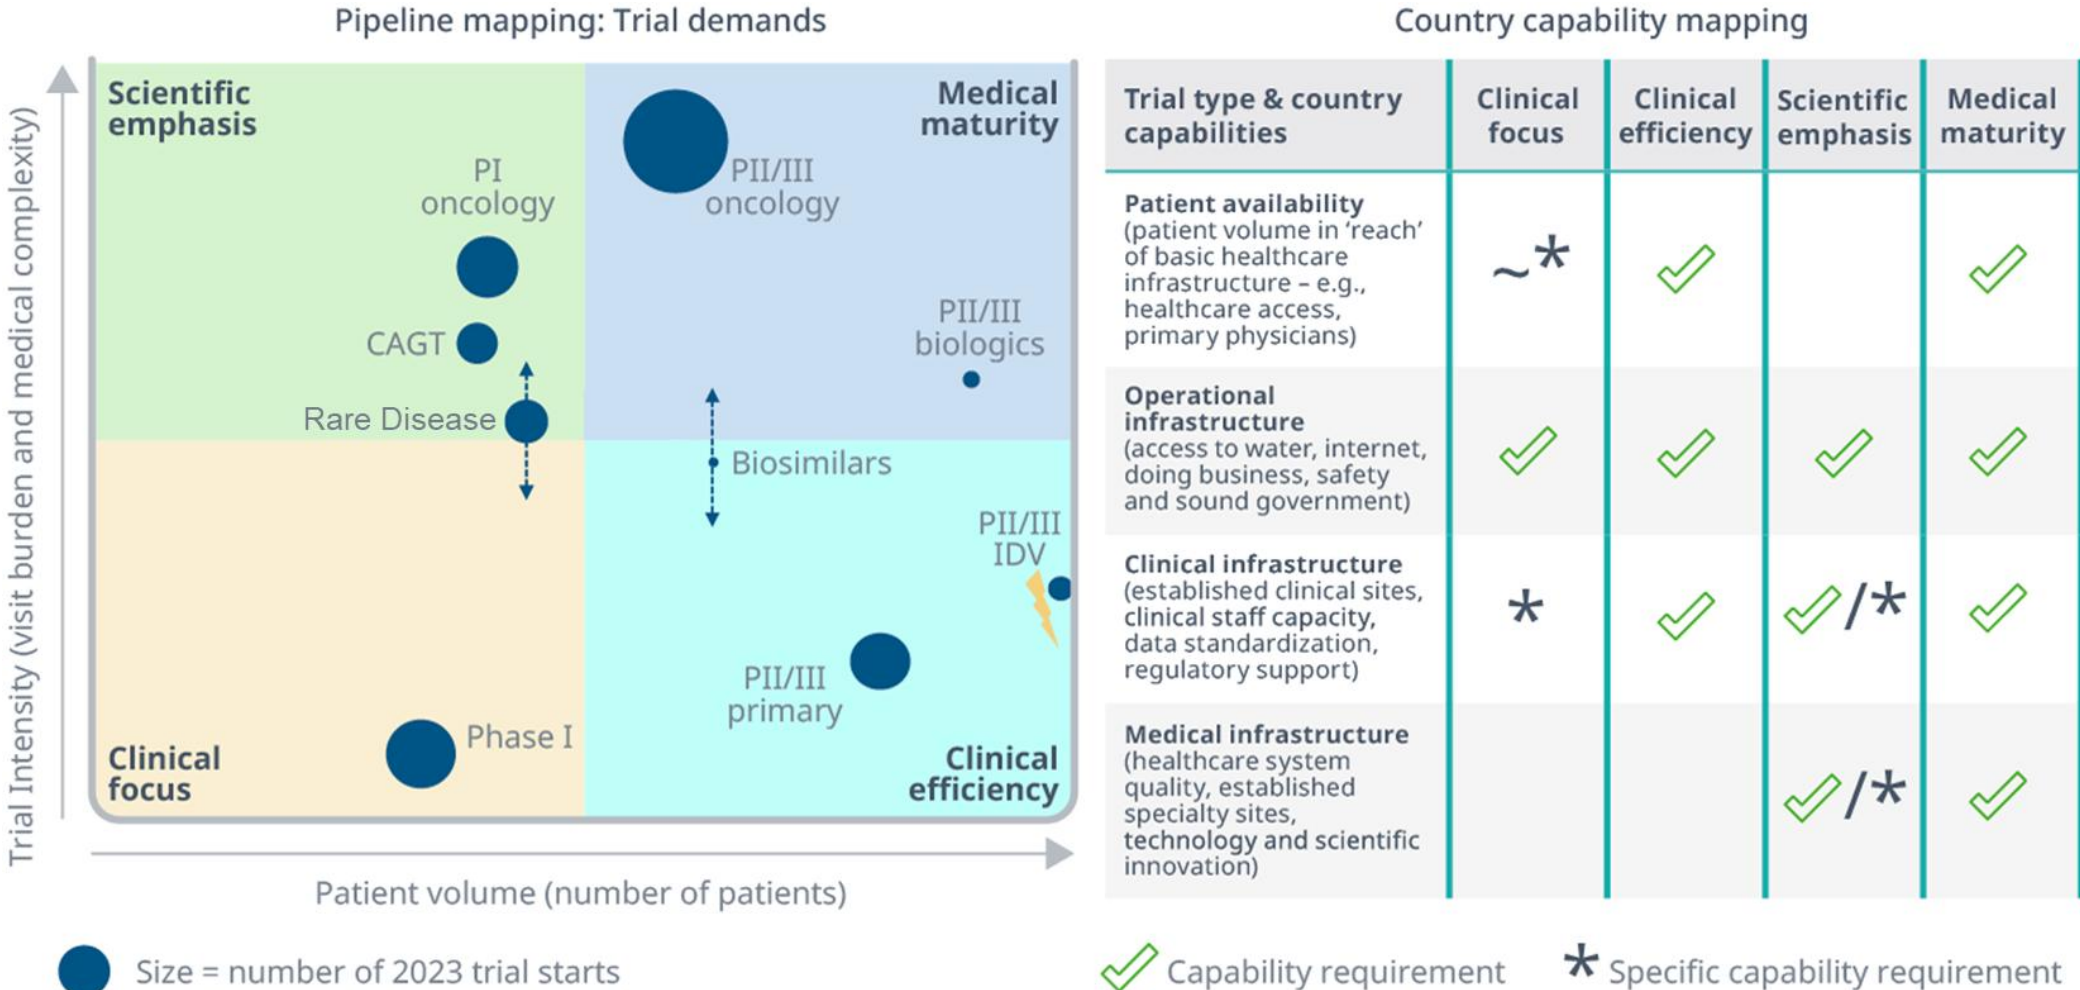 Pipeline mapping: Trial demands
Trial Intensity (visit burden and medical complexity)
Scientific
emphasis
Medical
maturity
PI
oncology
PII/III
oncology
CAGT
PII/III
biologics
Rare Disease
Biosimilars
PII/III
IDV
PII/III
primary
Phase I
Clinical
focus
Clinical
efficiency
Patient volume (number of patients)
Size = number of 2023 trial starts
Country capability mapping
Trial type & country
capabilities
Clinical
focus
Clinical
efficiency
Scientific
emphasis
Medical
maturity
Patient availability
(patient volume in ‘reach’
of basic healthcare
infrastructure – e.g.,
healthcare access,
primary physicians)
~*
Operational
infrastructure
(access to water, internet,
doing business, safety
and sound government)
Clinical infrastructure
(established clinical sites,
clinical staff capacity,
data standardization,
regulatory support)
*
/*
Medical infrastructure
(healthcare system
quality, established
specialty sites,
technology and scientific
innovation)
/*
Capability requirement
* Specific capability requirement